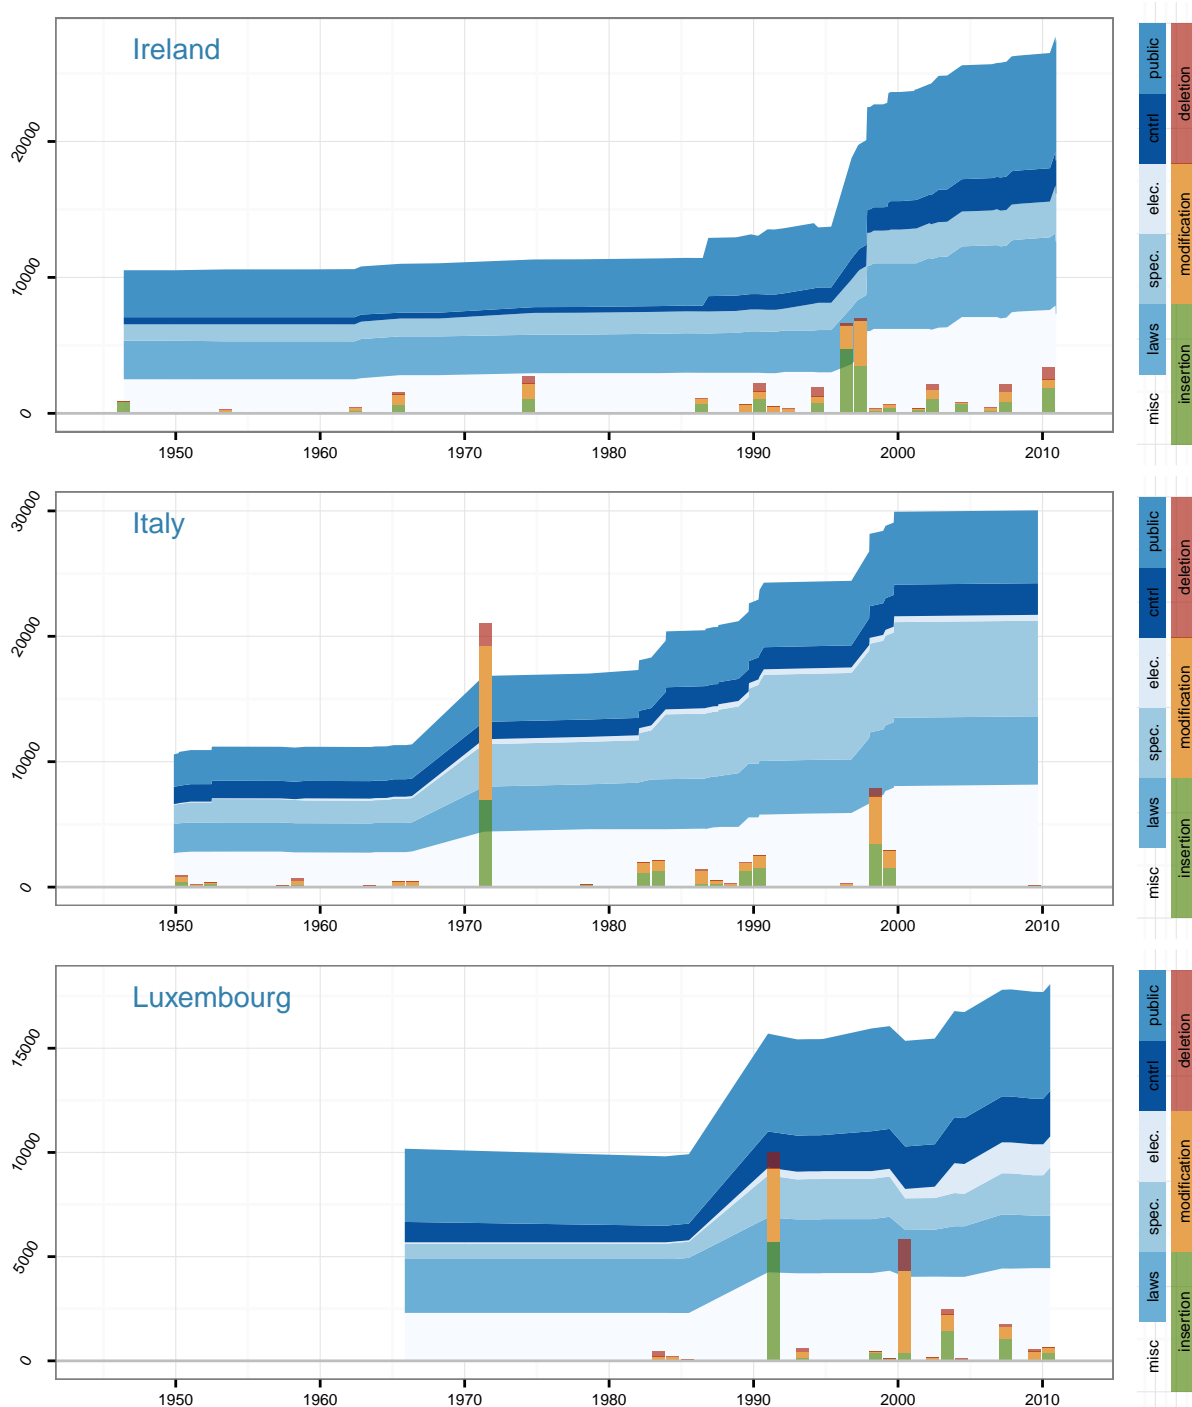 Ireland
20000
10000
0
1950 1960 1970 1980 1990 2000 2010
public
cntrl
elec.
spec.
laws
misc
deletion
modification
insertion
Italy
30000
20000
10000
0
1950 1960 1970 1980 1990 2000 2010
public
cntrl
elec.
spec.
laws
misc
deletion
modification
insertion
Luxembourg
15000
10000
5000
0
1950 1960 1970 1980 1990 2000 2010
public
cntrl
elec.
spec.
laws
misc
deletion
modification
insertion